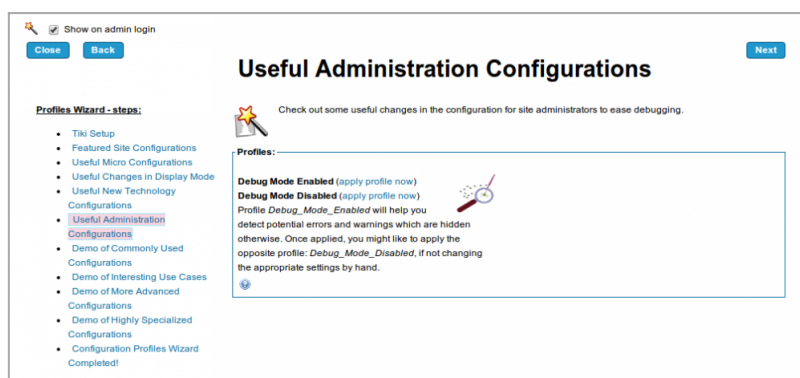 Show on admin login
Close Back Next
Useful Administration Configurations
Profiles Wizard - steps:
Tiki Setup
Featured Site Configurations
Useful Micro Configurations
Useful Changes in Display Mode
Useful New Technology
Configurations
Useful Administration
Configurations
Demo of Commonly Used
Configurations
Demo of Interesting Use Cases
Demo of More Advanced
Configurations
Demo of Highly Specialized
Configurations
Configuration Profiles Wizard
Completed!
Check out some useful changes in the configuration for site administrators to ease debugging.
Profiles:
Debug Mode Enabled (apply profile now)
Debug Mode Disabled (apply profile now)
Profile Debug_Mode_Enabled will help you
detect potential errors and warnings which are hidden
otherwise. Once applied, you might like to apply the
opposite profile: Debug_Mode_Disabled, if not changing
the appropriate settings by hand.